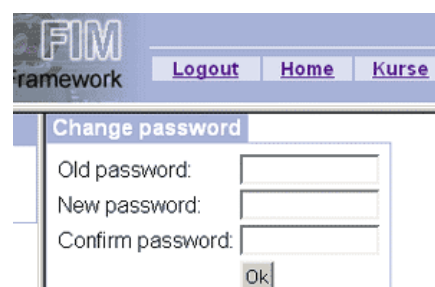 FIM
Framework
Logout Home Kurse
Change password
Old password:
New password:
Confirm password:
Ok